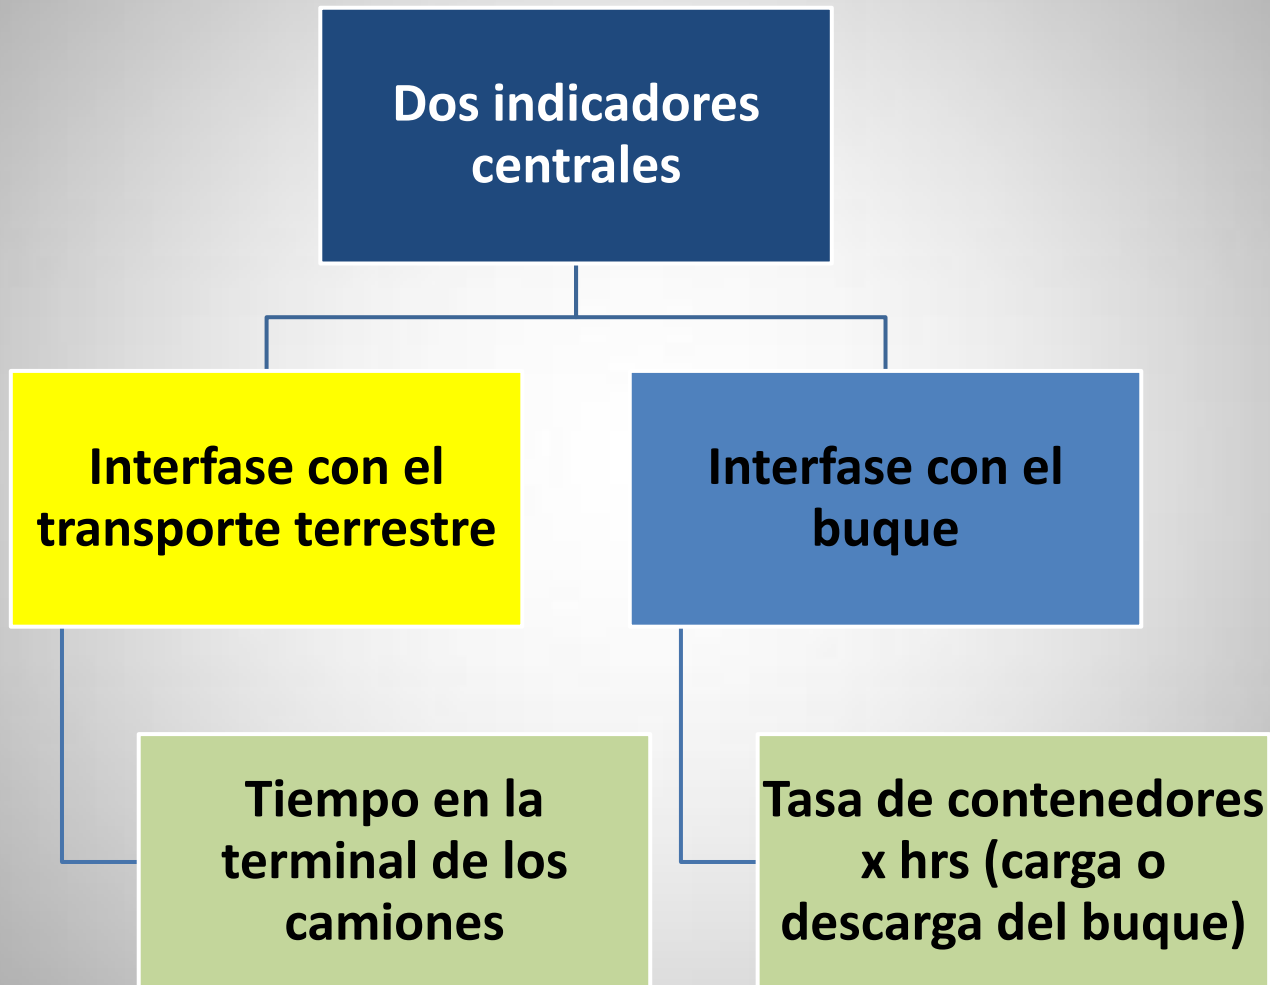 Dos indicadores
centrales
Interfase con el
transporte terrestre
Interfase con el
buque
Tiempo en la
terminal de los
camiones
Tasa de contenedores
x hrs (carga o
descarga del buque)